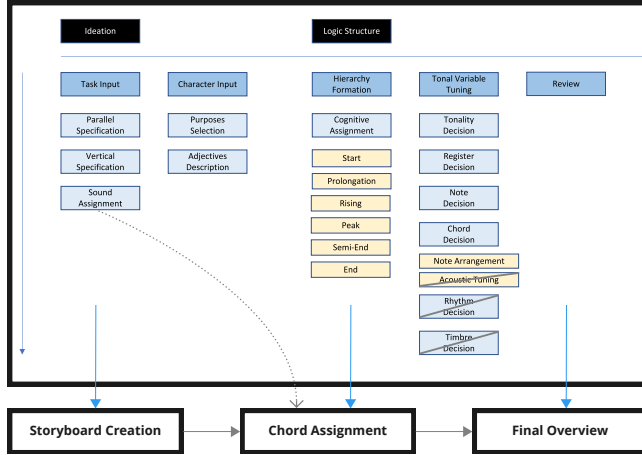 Ideation
Logic Structure
Task Input
Character Input
Hierarchy
Formation
Tonal Variable
Tuning
Review
Parallel
Specification
Purposes
Selection
Cognitive
Assignment
Tonality
Decision
Vertical
Specification
Adjectives
Description
Start
Register
Decision
Prolongation
Sound
Assignment
Rising
Note
Decision
Peak
Chord
Decision
Semi-End
Note Arrangement
End
Acoustic Tuning
Rhythm
Decision
Timbre
Decision
Storyboard Creation
Chord Assignment
Final Overview